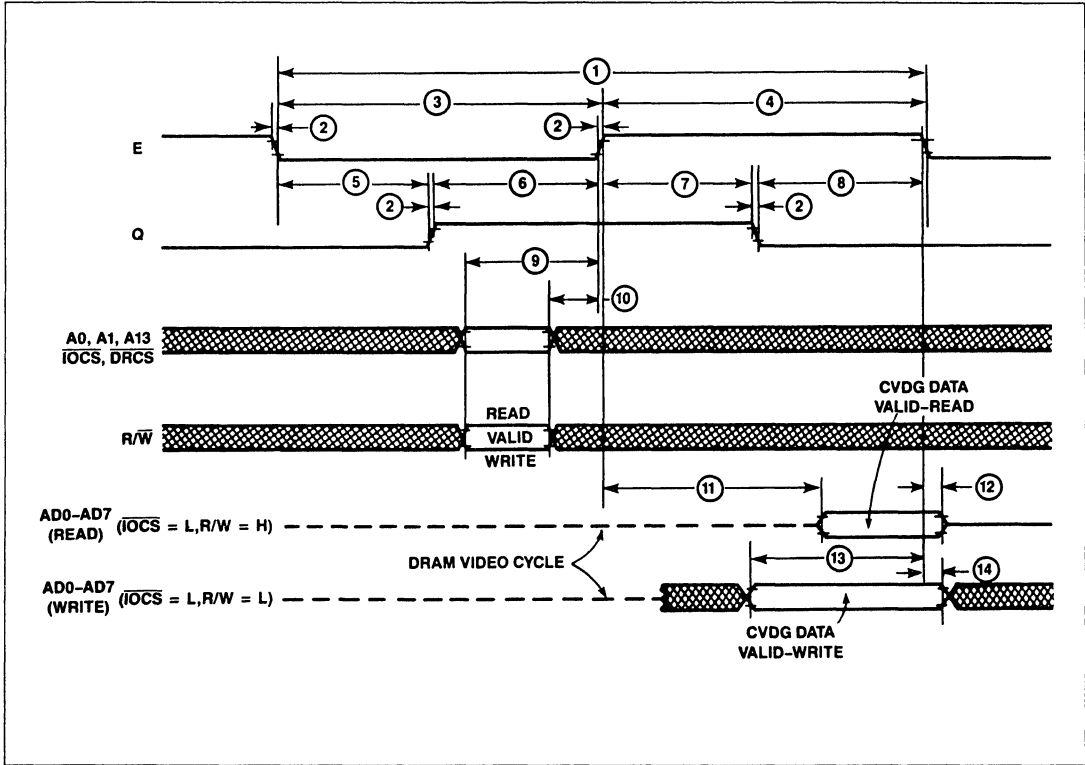 1
3
4
2
2
E
5
6
7
8
2
2
Q
9
10
A0, A1, A13
IOCS, DRCS
CVDG DATA
VALID–READ
READ
R/W
VALID
WRITE
11
12
AD0–AD7 (IOCS = L,R/W = H)
(READ)
DRAM VIDEO CYCLE
13
14
AD0–AD7 (IOCS = L,R/W = L)
(WRITE)
CVDG DATA
VALID–WRITE